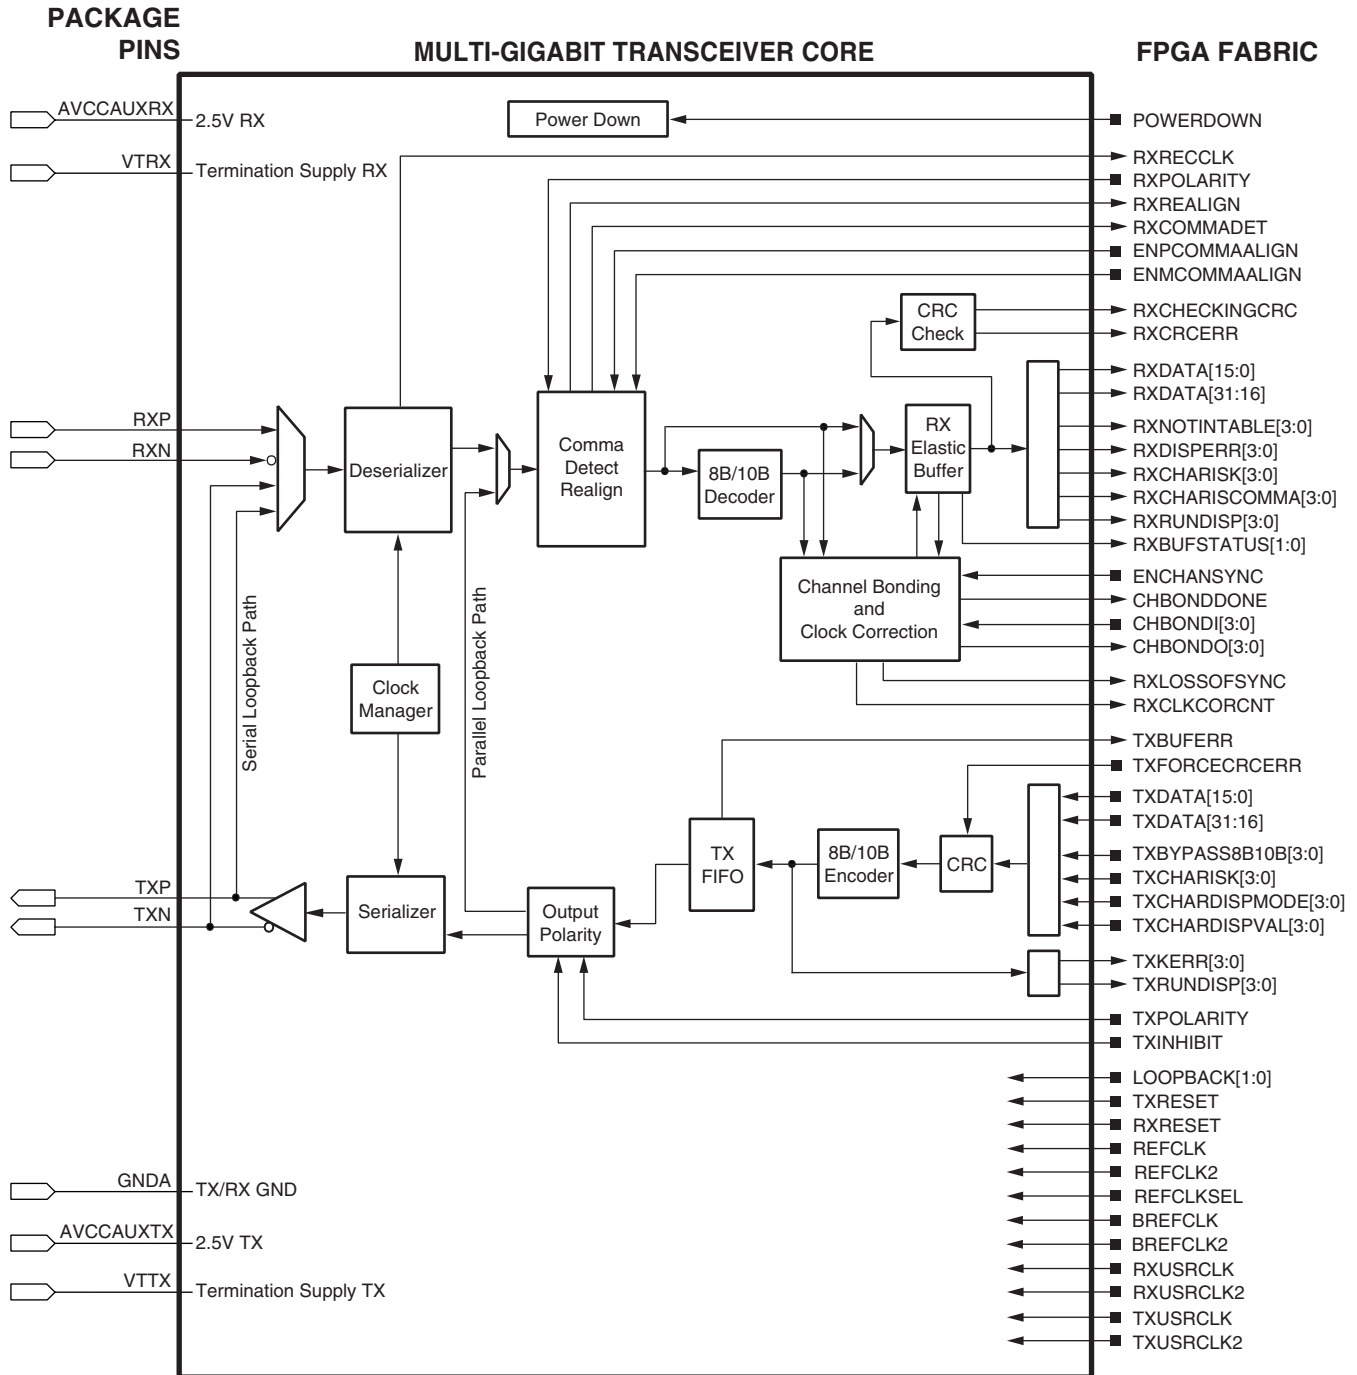 PACKAGE
PINS
MULTI-GIGABIT TRANSCEIVER CORE
FPGA FABRIC
AVCCAUXRX
2.5V RX
Power Down
POWERDOWN
VTRX
Termination Supply RX
RXRECCLK
RXPOLARITY
RXREALIGN
RXCOMMADET
ENPCOMMAALIGN
ENMCOMMAALIGN
CRC
Check
RXCHECKINGCRC
RXCRCERR
RXDATA[15:0]
RXDATA[31:16]
RXNOTINTABLE[3:0]
RXDISPERR[3:0]
RXCHARISK[3:0]
RXCHARISCOMMA[3:0]
RXRUNDISP[3:0]
RXBUFSTATUS[1:0]
RXP
RXN
Deserializer
Comma
Detect
Realign
8B/10B
Decoder
RX
Elastic
Buffer
Channel Bonding
and
Clock Correction
ENCHANSYNC
CHBONDDONE
CHBONDI[3:0]
CHBONDO[3:0]
RXLOSSOFSYNC
RXCLKCORCNT
Serial Loopback Path
Clock
Manager
Parallel Loopback Path
TXBUFERR
TXFORCECRCERR
TXDATA[15:0]
TXDATA[31:16]
TXBYPASS8B10B[3:0]
TXCHARISK[3:0]
TXCHARDISPMODE[3:0]
TXCHARDISPVAL[3:0]
TX
FIFO
8B/10B
Encoder
CRC
TXP
TXN
Serializer
Output
Polarity
TXKERR[3:0]
TXRUNDISP[3:0]
TXPOLARITY
TXINHIBIT
LOOPBACK[1:0]
TXRESET
RXRESET
REFCLK
REFCLK2
REFCLKSEL
BREFCLK
BREFCLK2
RXUSRCLK
RXUSRCLK2
TXUSRCLK
TXUSRCLK2
GNDA
TX/RX GND
AVCCAUXTX
2.5V TX
VTTX
Termination Supply TX